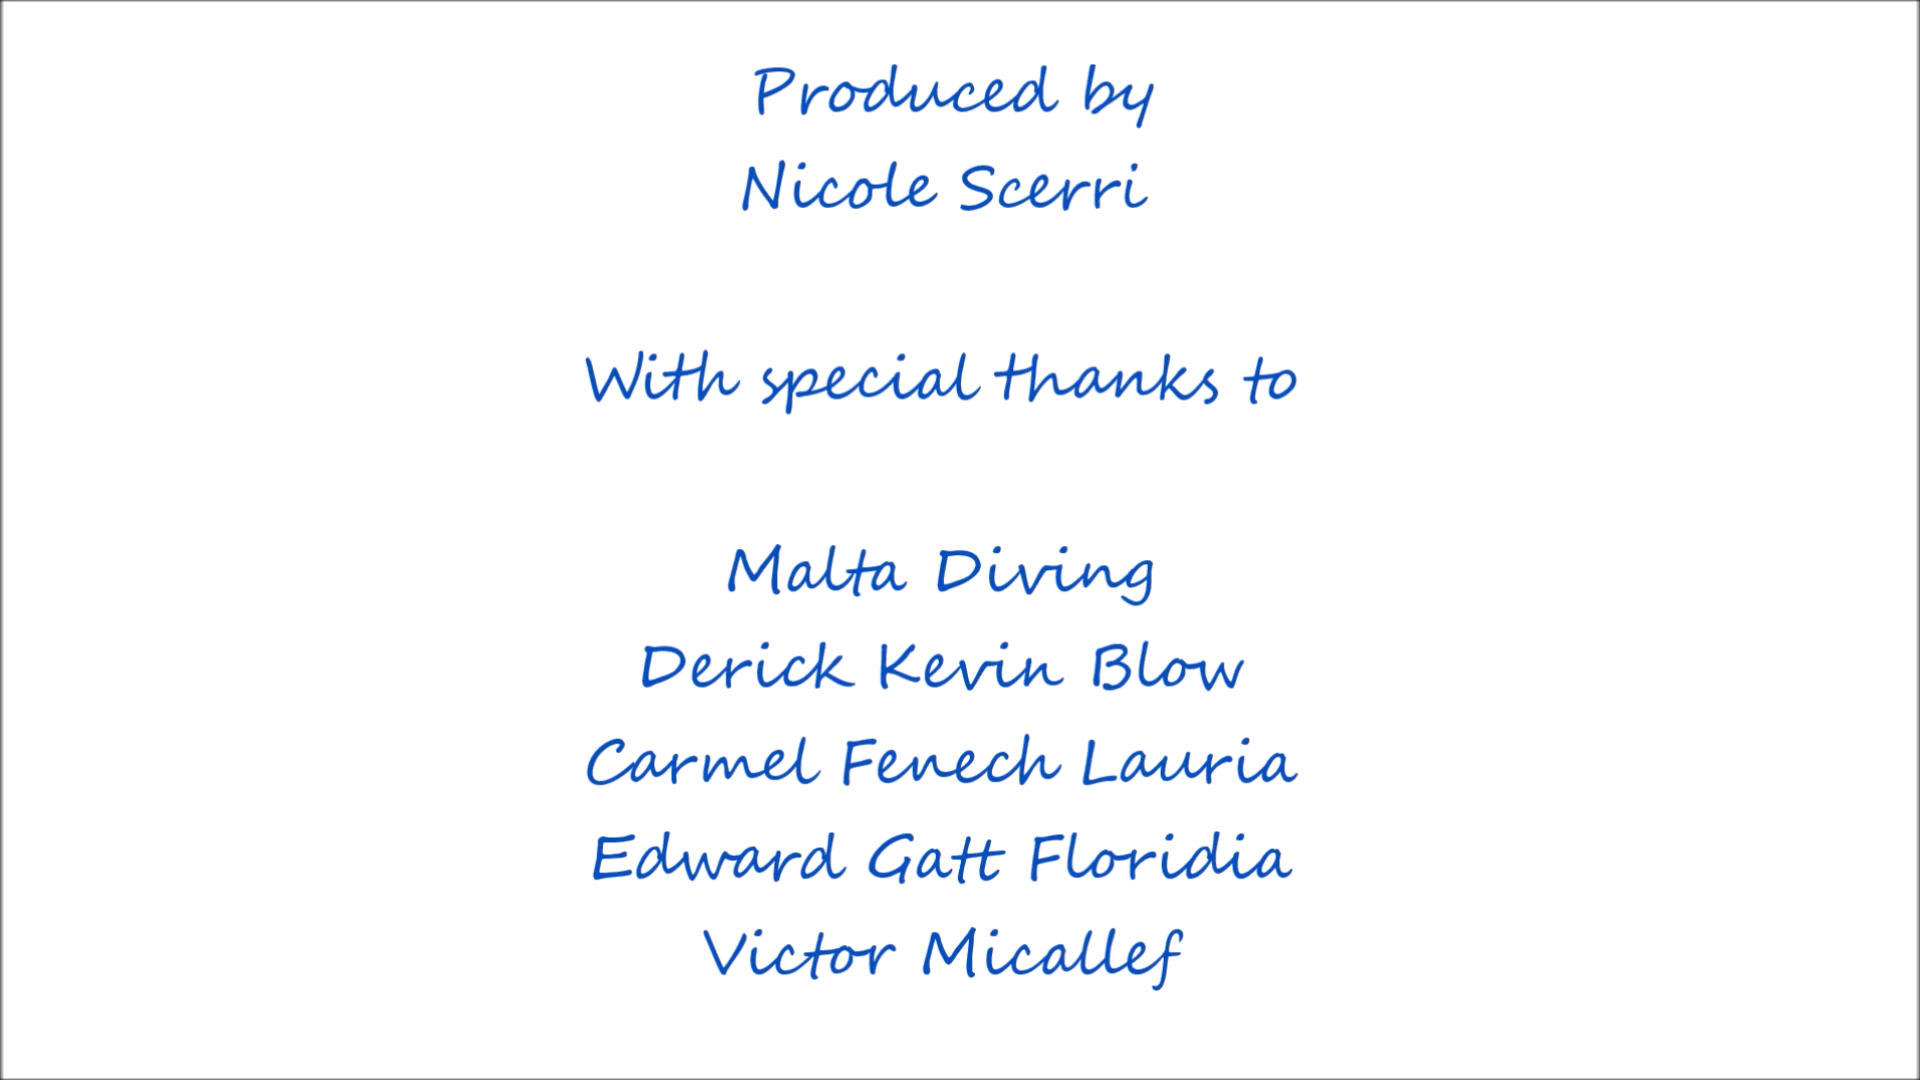 Produced by
Nicole Scerri
With special thanks to
Malta Diving
Derick Kevin Blow
Carmel Fenech Lauria
Edward Gatt Floridia
Victor Micallef